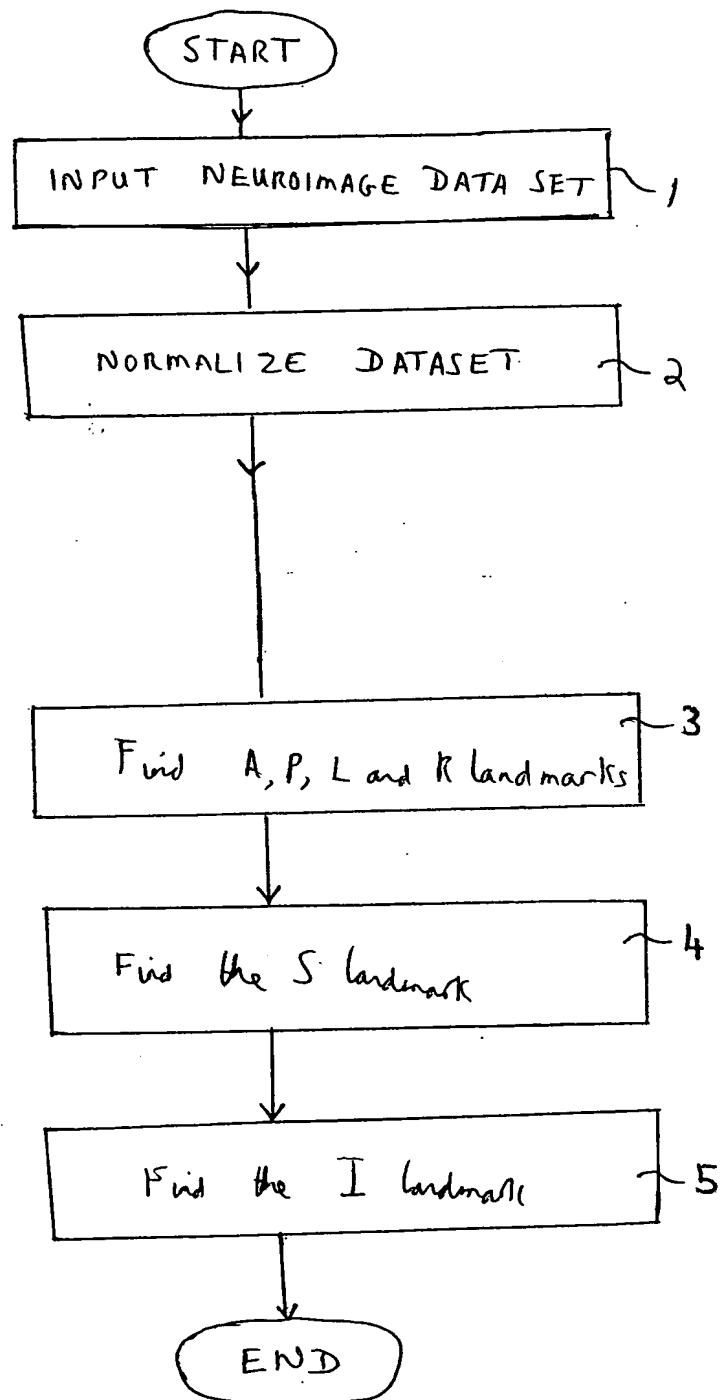 START
INPUT NEUROIMAGE DATA SET
1
NORMALIZE DATASET
2
3
Find A, P, L and R landmarks
Find the S landmark
4
Find the I landmark
5
END